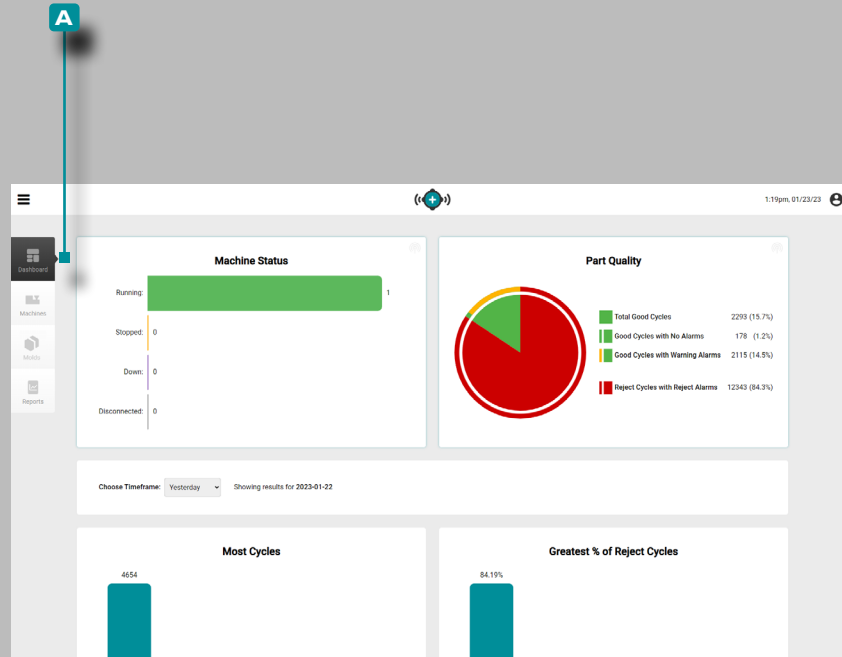 A
1:19pm, 01/23/23
Dashboard
Machines
Molds
Reports
Machine Status
Running:
1
Stopped:
0
Down:
0
Disconnected:
0
Part Quality
Total Good Cycles 2293 (15.7%)
Good Cycles with No Alarms 178 (1.2%)
Good Cycles with Warning Alarms 2115 (14.5%)
Reject Cycles with Reject Alarms 12343 (84.3%)
Choose Timeframe: Yesterday Showing results for 2023-01-22
Most Cycles
4654
Greatest % of Reject Cycles
84.19%